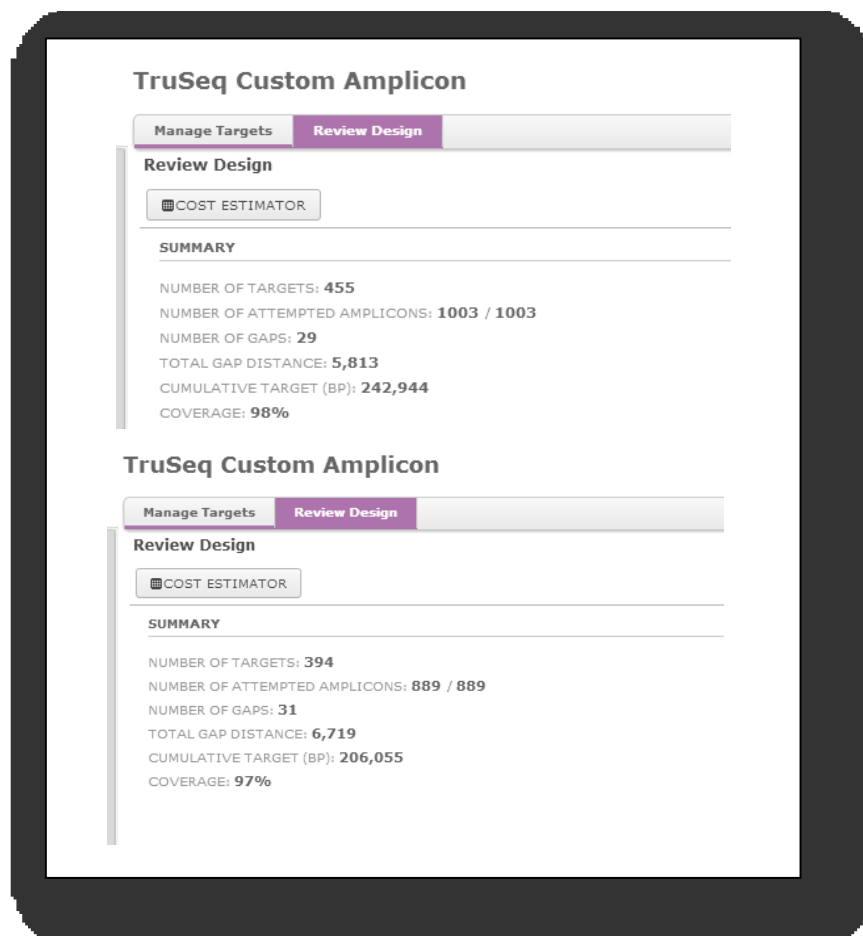 TruSeq Custom Amplicon
Manage Targets Review Design
Review Design
COST ESTIMATOR
SUMMARY
NUMBER OF TARGETS: 455
NUMBER OF ATTEMPTED AMPLICONS: 1003 / 1003
NUMBER OF GAPS: 29
TOTAL GAP DISTANCE: 5,813
CUMULATIVE TARGET (BP): 242,944
COVERAGE: 98%
TruSeq Custom Amplicon
Manage Targets Review Design
Review Design
COST ESTIMATOR
SUMMARY
NUMBER OF TARGETS: 394
NUMBER OF ATTEMPTED AMPLICONS: 889 / 889
NUMBER OF GAPS: 31
TOTAL GAP DISTANCE: 6,719
CUMULATIVE TARGET (BP): 206,055
COVERAGE: 97%